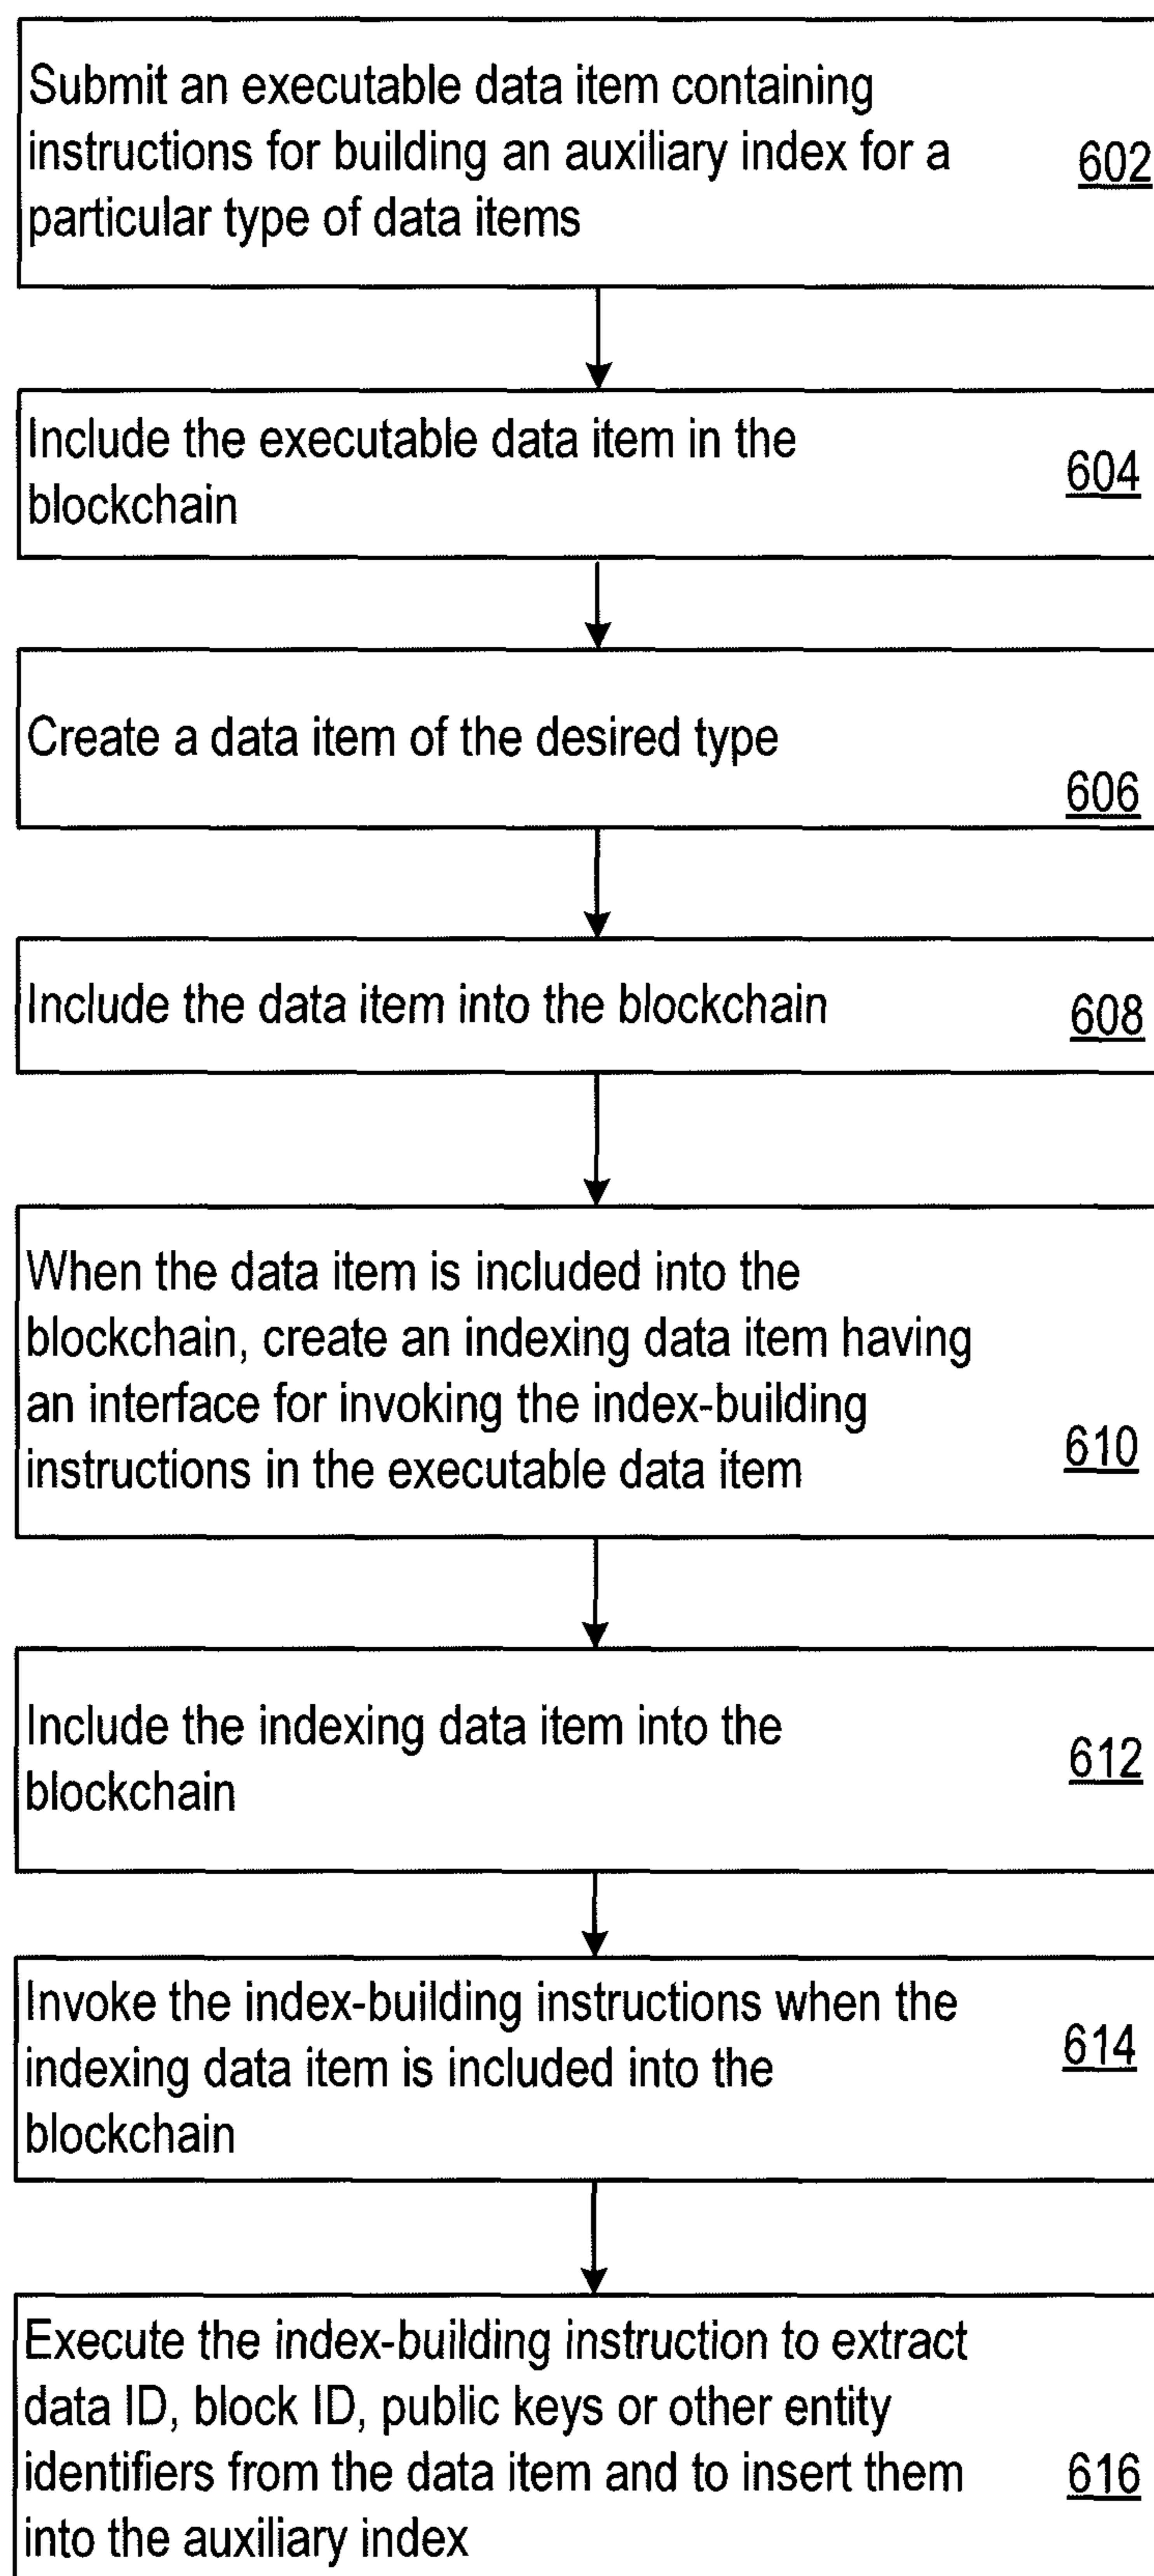 Submit an executable data item containing
instructions for building an auxiliary index for a
602
particular type of data items
Include the executable data item in the
604
blockchain
Create a data item of the desired type
606
Include the data item into the blockchain
608
When the data item is included into the
blockchain, create an indexing data item having
an interface for invoking the index-building
610
instructions in the executable data item
Include the indexing data item into the
612
blockchain
Invoke the index-building instructions when the
614
indexing data item is included into the
blockchain
Execute the index-building instruction to extract
data ID, block ID, public keys or other entity
identifiers from the data item and to insert them
616
into the auxiliary index